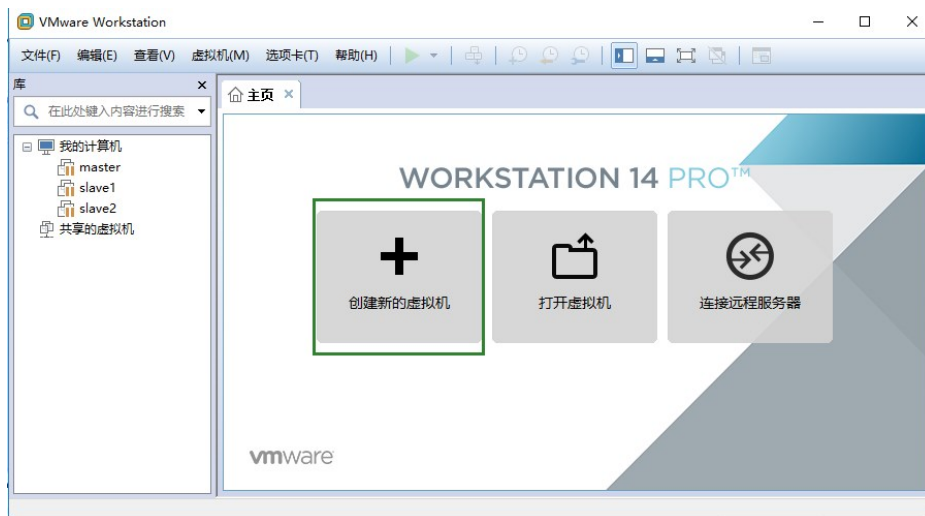 VMware Workstation
文件(F) 编辑(E) 查看(V) 虚拟机(M) 选项卡(T) 帮助(H)
库
在此处键入内容进行搜索
我的计算机
master
slave1
slave2
共享的虚拟机
主页
WORKSTATION 14 PRO™
创建新的虚拟机
打开虚拟机
连接远程服务器
vmware